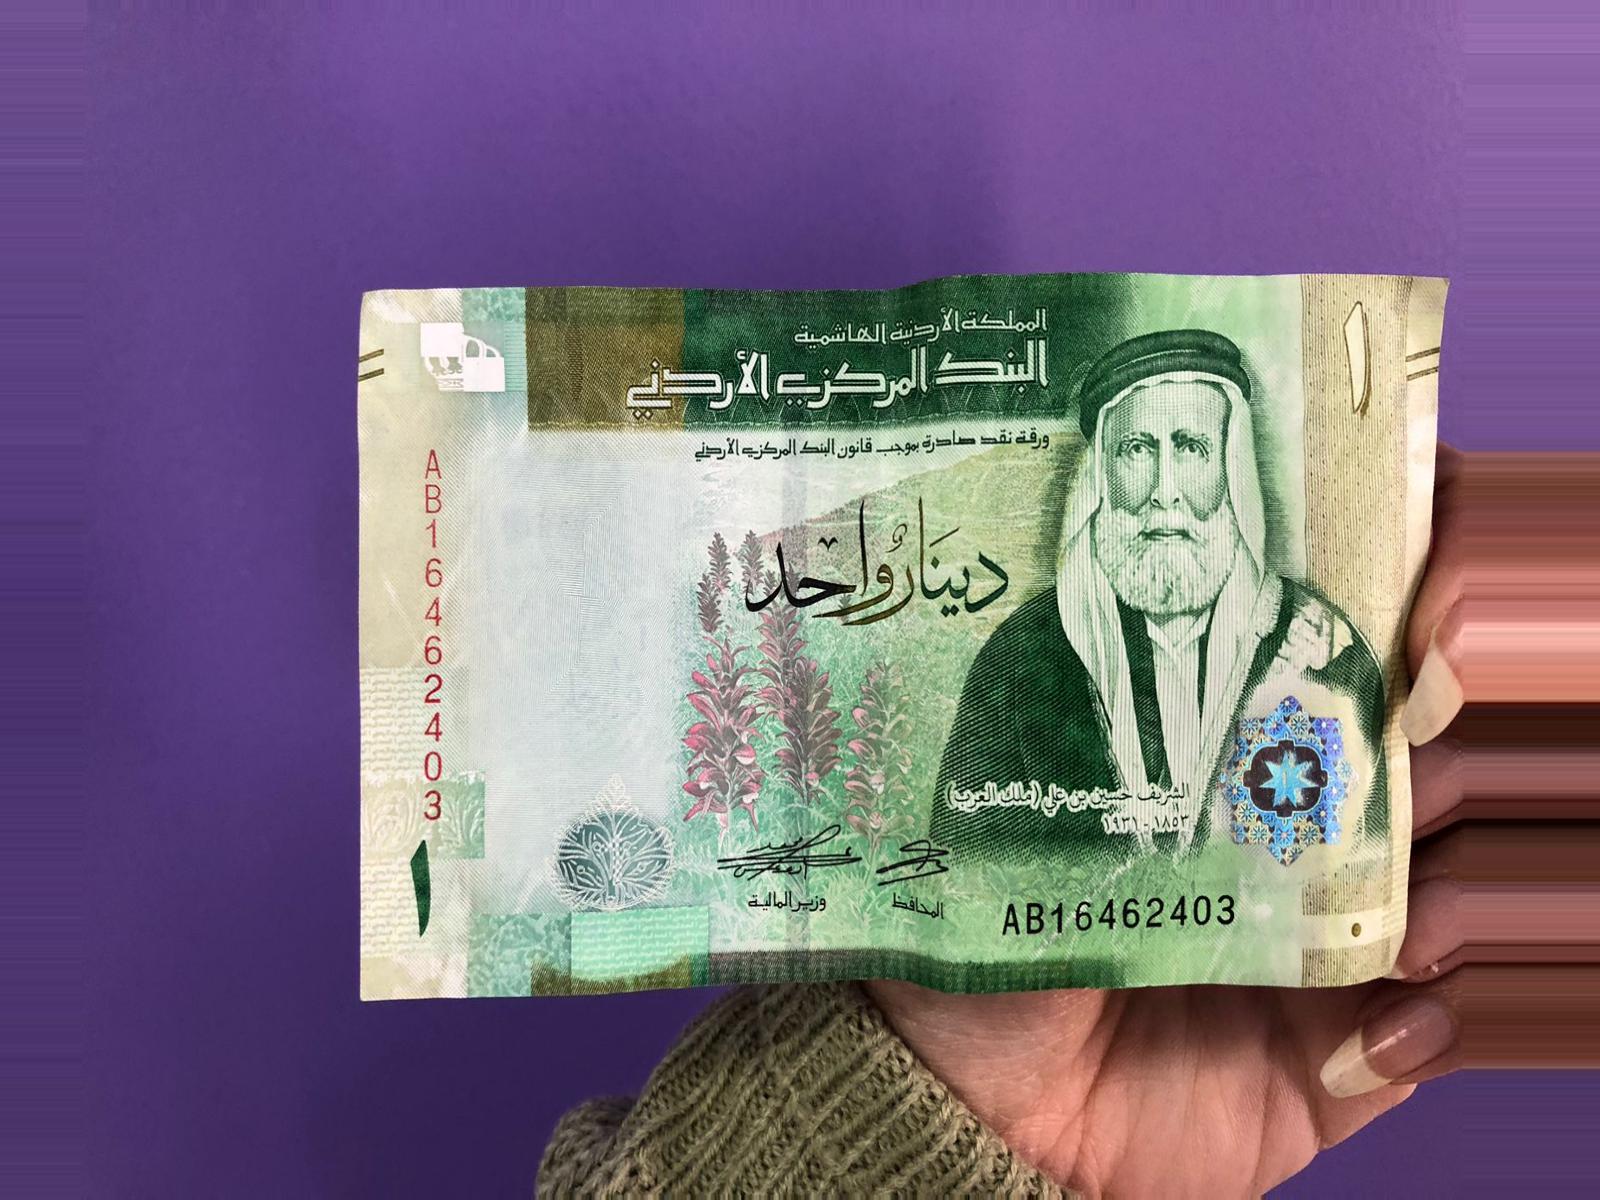 المملكة الأردنية الهاشمية
البنك المركزي الأردني
ورقة نقد صادرة بموجب قانون البنك المركزي الأردني
١
دينار واحد
AB16462403
الشريف حسين بن علي (ملك العرب)
١٨٥٣ - ١٩٣١
المحافظ
وزير المالية
AB16462403
١